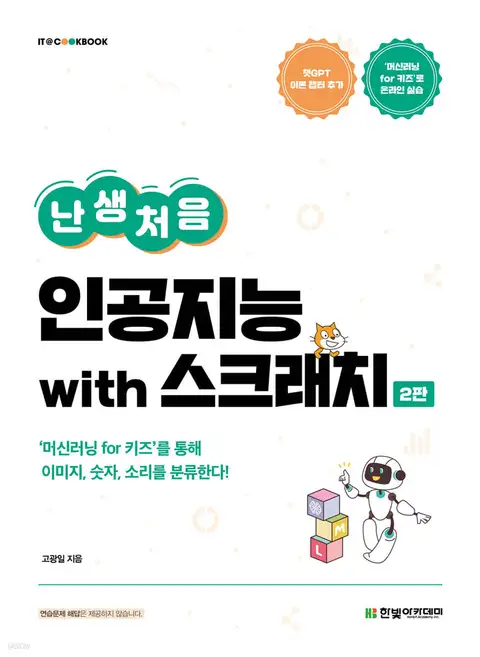 IT@COOKBOOK
챗GPT
이론 챕터 추가
'머신러닝
for 키즈'로
온라인 실습
난생처음
인공지능
with 스크래치 2판
'머신러닝 for 키즈'를 통해
이미지, 숫자, 소리를 분류한다!
M
L
고광일 지음
연습문제 해답은 제공하지 않습니다.
HB 한빛아카데미
Hanbit Academy, Inc.